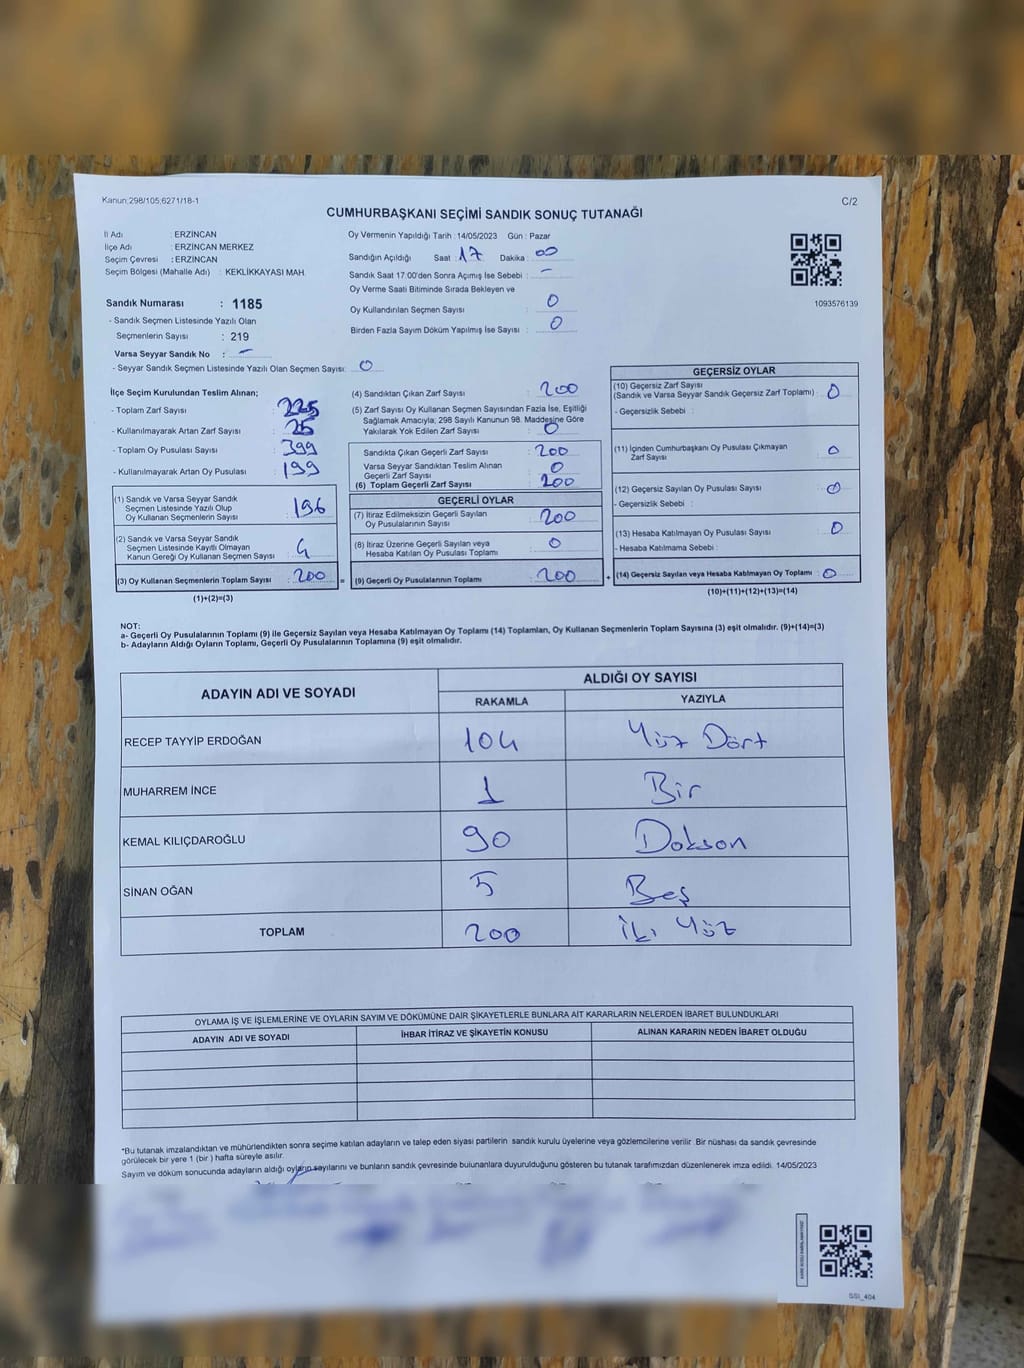 Kanun:298/105;6271/18-1
C/2
CUMHURBAŞKANI SEÇİMİ SANDIK SONUÇ TUTANAĞI
İl Adı : ERZİNCAN
İlçe Adı : ERZİNCAN MERKEZ
Seçim Çevresi : ERZİNCAN
Seçim Bölgesi (Mahalle Adı) : KEKLİKKAYASI MAH.
Sandık Numarası : 1185
- Sandık Seçmen Listesinde Yazılı Olan
Seçmenlerin Sayısı : 219
Varsa Seyyar Sandık No : -
- Seyyar Sandık Seçmen Listesinde Yazılı Olan Seçmen Sayısı: 0
Oy Vermenin Yapıldığı Tarih : 14/05/2023 Gün : Pazar
Sandığın Açıldığı Saat : 17 Dakika : 00
Sandık Saat 17:00'den Sonra Açımış İse Sebebi : -
Oy Verme Saati Bitiminde Sırada Bekleyen ve
Oy Kullandırılan Seçmen Sayısı : 0
Birden Fazla Sayım Döküm Yapılmış İse Sayısı : 0
1093576139
İlçe Seçim Kurulundan Teslim Alınan;
- Toplam Zarf Sayısı : 225
- Kullanılmayarak Artan Zarf Sayısı : 25
- Toplam Oy Pusulası Sayısı : 399
- Kullanılmayarak Artan Oy Pusulası : 199
(1) Sandık ve Varsa Seyyar Sandık
Seçmen Listesinde Yazılı Olup
Oy Kullanan Seçmenlerin Sayısı : 196
(2) Sandık ve Varsa Seyyar Sandık
Seçmen Listesinde Kayıtlı Olmayan
Kanun Gereği Oy Kullanan Seçmen Sayısı : 4
(3) Oy Kullanan Seçmenlerin Toplam Sayısı : 200 =
(1)+(2)=(3)
(4) Sandıktan Çıkan Zarf Sayısı : 200
(5) Zarf Sayısı Oy Kullanan Seçmen Sayısından Fazla İse, Eşitliği
Sağlamak Amacıyla; 298 Sayılı Kanunun 98. Maddesine Göre
Yakılarak Yok Edilen Zarf Sayısı : 0
Sandıkta Çıkan Geçerli Zarf Sayısı : 200
Varsa Seyyar Sandıktan Teslim Alınan
Geçerli Zarf Sayısı : 0
(6) Toplam Geçerli Zarf Sayısı : 200
GEÇERLİ OYLAR
(7) İtiraz Edilmeksizin Geçerli Sayılan
Oy Pusulalarının Sayısı : 200
(8) İtiraz Üzerine Geçerli Sayılan veya
Hesaba Katılan Oy Pusulası Toplamı : 0
(9) Geçerli Oy Pusulalarının Toplamı : 200 +
GEÇERSİZ OYLAR
(10) Geçersiz Zarf Sayısı
(Sandık ve Varsa Seyyar Sandık Geçersiz Zarf Toplamı) : 0
- Geçersizlik Sebebi :
(11) İçinden Cumhurbaşkanı Oy Pusulası Çıkmayan
Zarf Sayısı : 0
(12) Geçersiz Sayılan Oy Pusulası Sayısı : 0
- Geçersizlik Sebebi :
(13) Hesaba Katılmayan Oy Pusulası Sayısı : 0
- Hesaba Katılmama Sebebi :
(14) Geçersiz Sayılan veya Hesaba Katılmayan Oy Toplamı : 0
(10)+(11)+(12)+(13)=(14)
NOT:
a- Geçerli Oy Pusulalarının Toplamı (9) ile Geçersiz Sayılan veya Hesaba Katılmayan Oy Toplamı (14) Toplamları, Oy Kullanan Seçmenlerin Toplam Sayısına (3) eşit olmalıdır. (9)+(14)=(3)
b- Adayların Aldığı Oyların Toplamı, Geçerli Oy Pusulalarının Toplamına (9) eşit olmalıdır.
ADAYIN ADI VE SOYADI ALDIĞI OY SAYISI
RAKAMLA YAZIYLA
RECEP TAYYİP ERDOĞAN 104 Yüz Dört
MUHARREM İNCE 1 Bir
KEMAL KILIÇDAROĞLU 90 Doksan
SİNAN OĞAN 5 Beş
TOPLAM 200 İki Yüz
OYLAMA İŞ VE İŞLEMLERİNE VE OYLARIN SAYIM VE DÖKÜMÜNE DAİR ŞİKAYETLERLE BUNLARA AİT KARARLARIN NELERDEN İBARET BULUNDUKLARI
ADAYIN ADI VE SOYADI İHBAR İTİRAZ VE ŞİKAYETİN KONUSU ALINAN KARARIN NEDEN İBARET OLDUĞU
*Bu tutanak imzalandıktan ve mühürlendikten sonra seçime katılan adayların ve talep eden siyasi partilerin sandık kurulu üyelerine veya gözlemcilerine verilir. Bir nüshası da sandık çevresinde
görülecek bir yere 1 (bir ) hafta süreyle asılır.
Sayım ve döküm sonucunda adayların aldığı oyların sayılarını ve bunların sandık çevresinde bulunanlara duyurulduğunu gösteren bu tutanak tarafımızdan düzenlenerek imza edildi. 14/05/2023